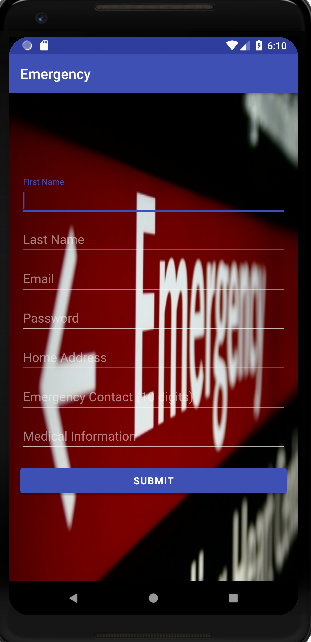 6:10
Emergency
First Name
Last Name
Email
Password
Home Address
Emergency Contact (10 digits)
Medical Information
SUBMIT
Emergency